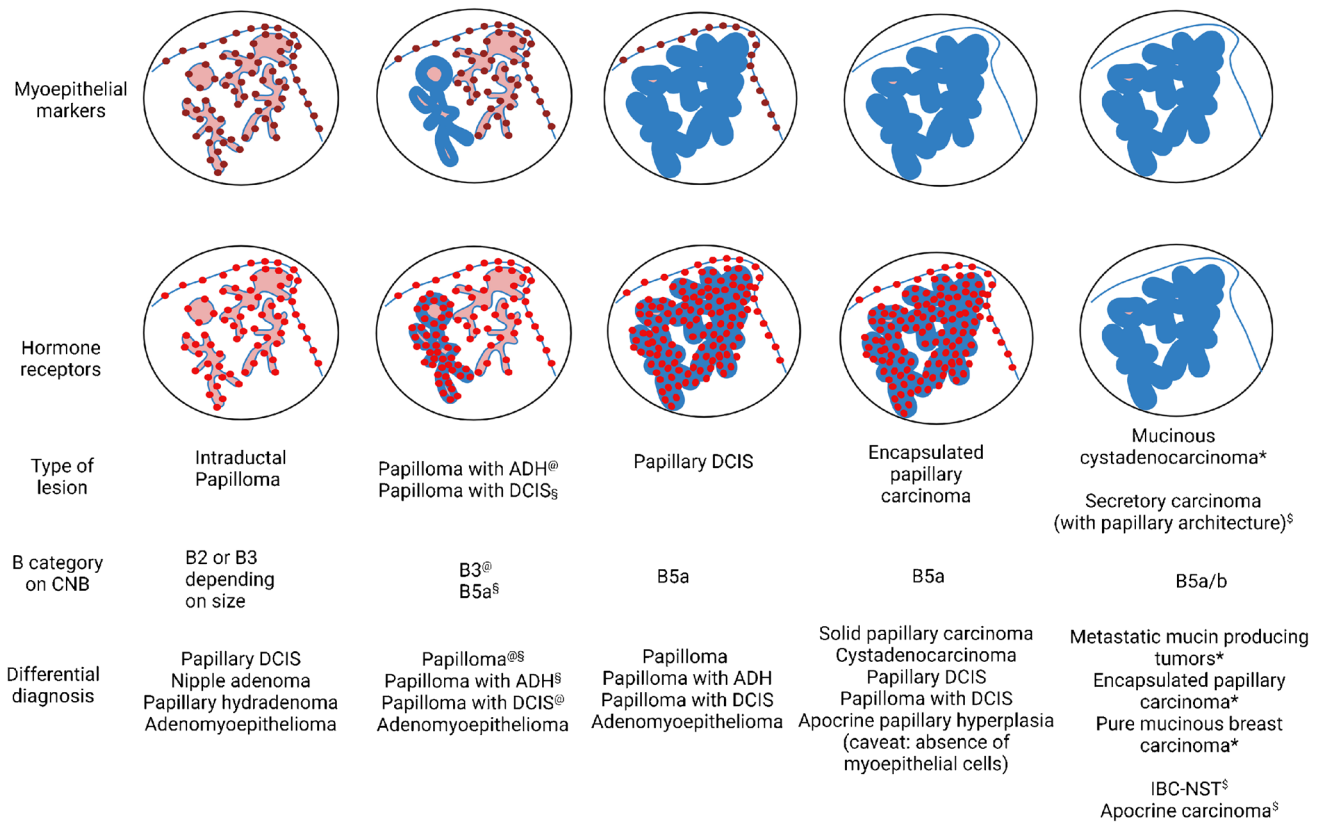 Myoepithelial
markers
Hormone
receptors
Type of
lesion
Intraductal
Papilloma
Papilloma with ADH@
Papilloma with DCIS§
Papillary DCIS
Encapsulated
papillary
carcinoma
Mucinous
cystadenocarcinoma*
Secretory carcinoma
(with papillary architecture)$
B category
on CNB
B2 or B3
depending
on size
B3@
B5a§
B5a
B5a
B5a/b
Differential
diagnosis
Papillary DCIS
Nipple adenoma
Papillary hydradenoma
Adenomyoepithelioma
Papilloma@§
Papilloma with ADH§
Papilloma with DCIS@
Adenomyoepithelioma
Papilloma
Papilloma with ADH
Papilloma with DCIS
Adenomyoepithelioma
Solid papillary carcinoma
Cystadenocarcinoma
Papillary DCIS
Papilloma with DCIS
Apocrine papillary hyperplasia
(caveat: absence of
myoepithelial cells)
Metastatic mucin producing
tumors*
Encapsulated papillary
carcinoma*
Pure mucinous breast
carcinoma*
IBC-NST$
Apocrine carcinoma$